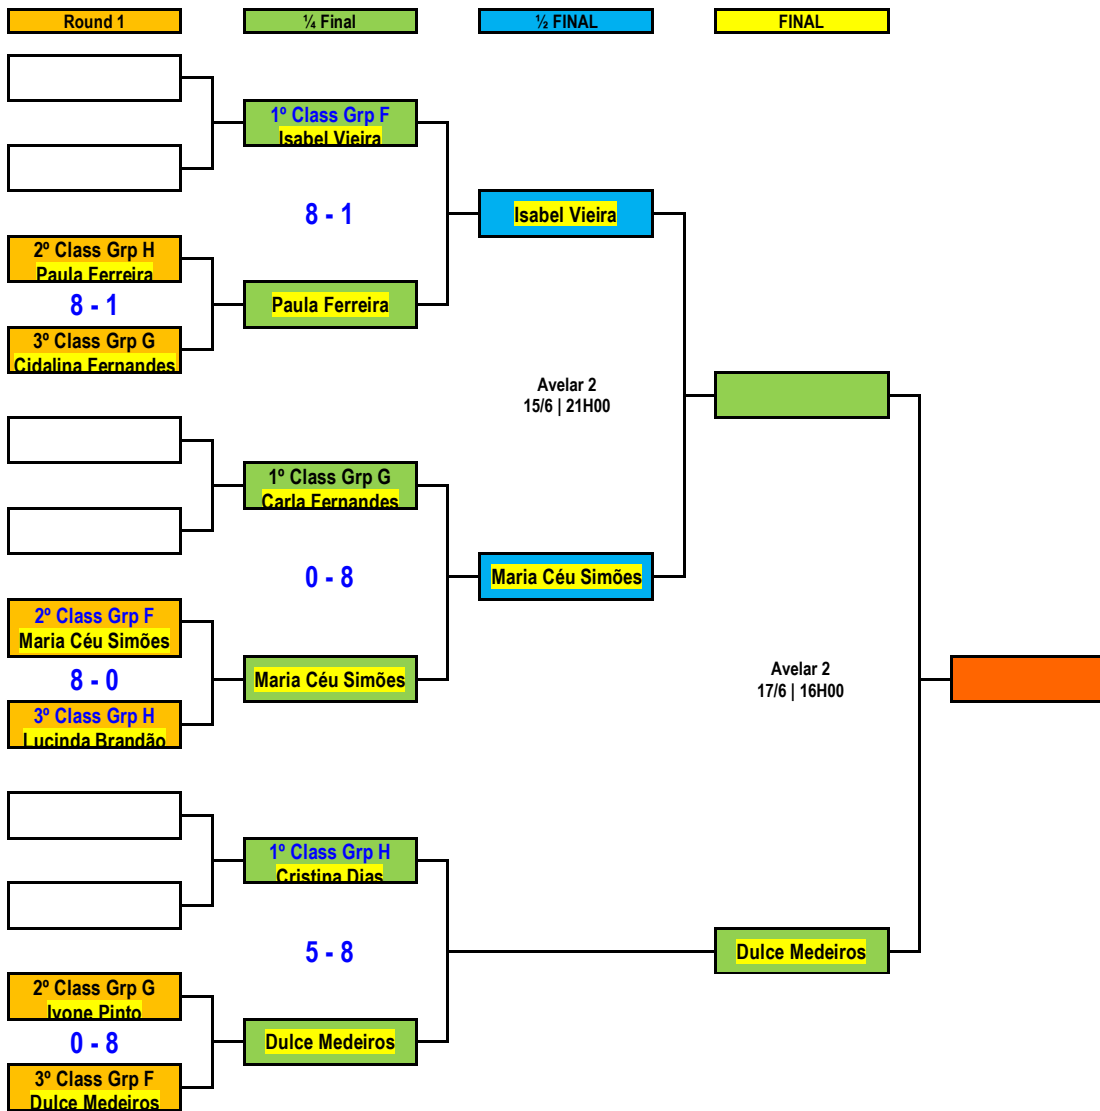 Round 1
¼ Final
½ FINAL
FINAL
1º Class Grp F
Isabel Vieira
8 - 1
Isabel Vieira
2º Class Grp H
Paula Ferreira
8 - 1
Paula Ferreira
3º Class Grp G
Cidalina Fernandes
Avelar 2
15/6 | 21H00
1º Class Grp G
Carla Fernandes
0 - 8
Maria Céu Simões
2º Class Grp F
Maria Céu Simões
8 - 0
Maria Céu Simões
3º Class Grp H
Lucinda Brandão
Avelar 2
17/6 | 16H00
1º Class Grp H
Cristina Dias
5 - 8
Dulce Medeiros
2º Class Grp G
Ivone Pinto
0 - 8
Dulce Medeiros
3º Class Grp F
Dulce Medeiros